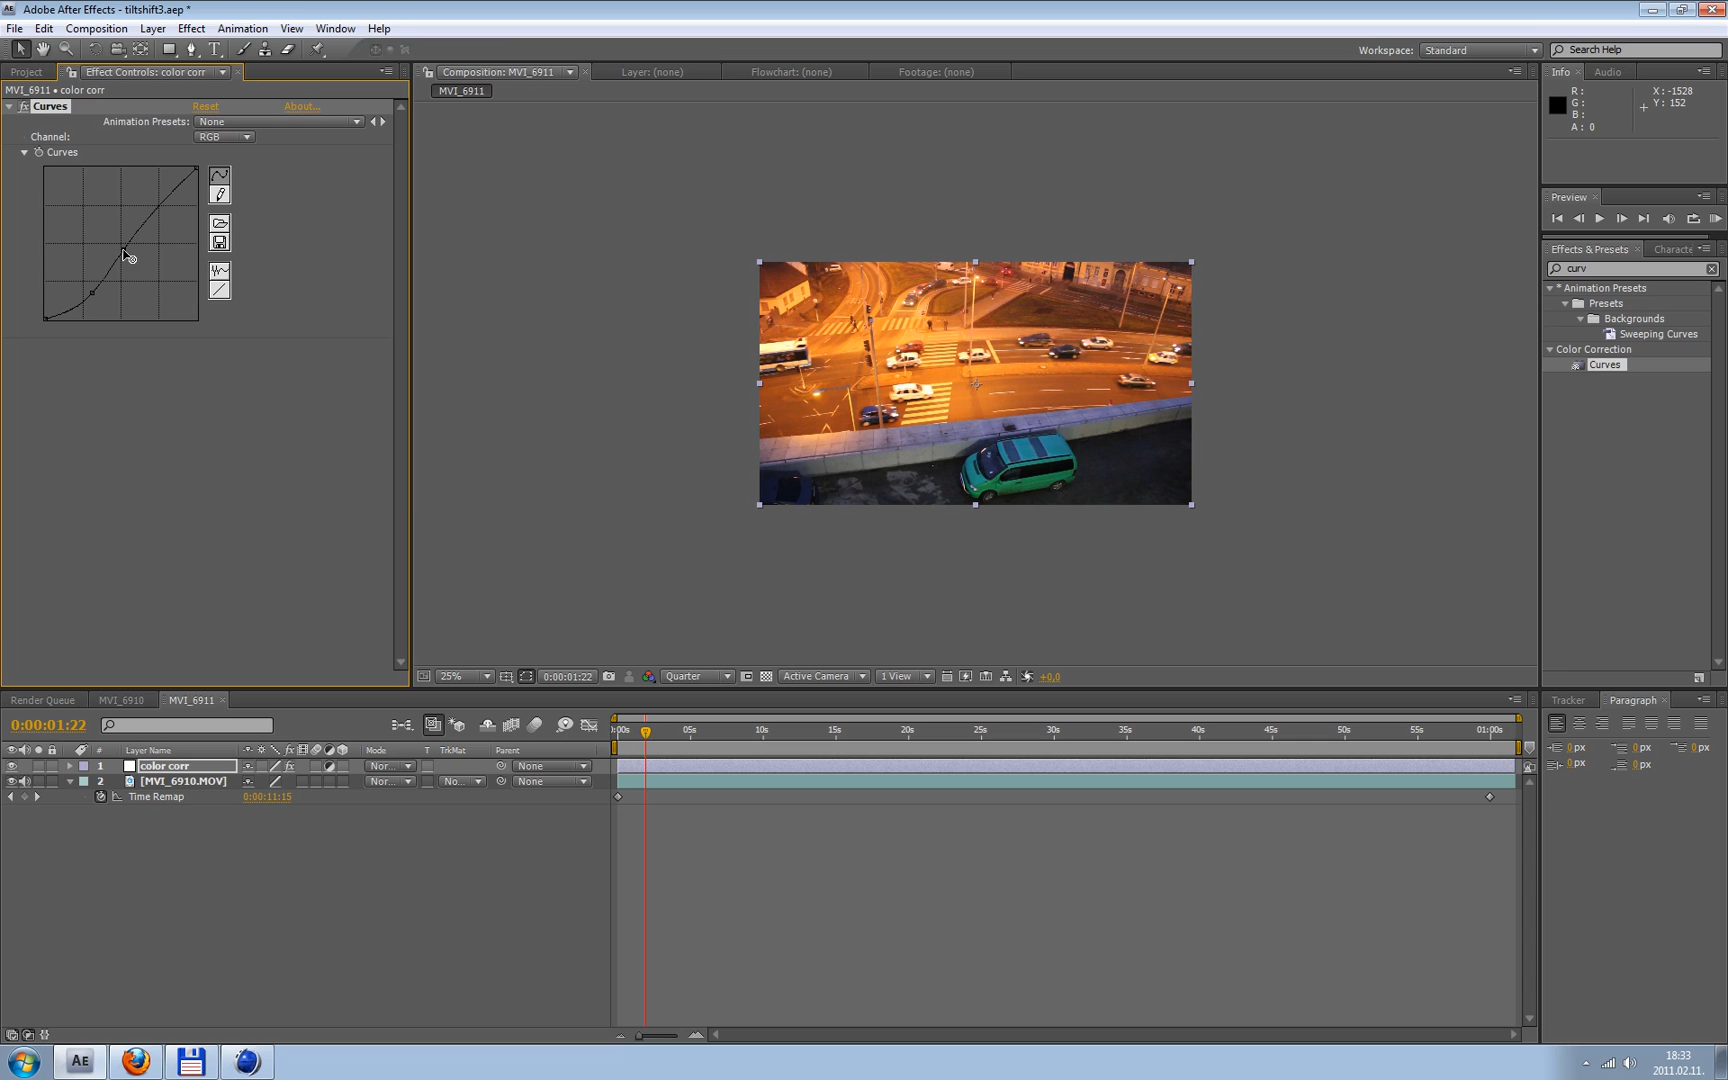 Adobe After Effects - tiltshift3.aep *
File Edit Composition Layer Effect Animation View Window Help
Workspace: Standard Search Help
Project Effect Controls: color corr
Composition: MVI_6911 Layer: (none) Flowchart: (none) Footage: (none)
Info Audio
MVI_6911 • color corr
MVI_6911
R: X: -1528
G: Y: 152
B:
A: 0
fx Curves Reset About...
Animation Presets: None
Channel: RGB
Curves
Preview
Effects & Presets Characte
curv
* Animation Presets
Presets
Backgrounds
Sweeping Curves
Color Correction
Curves
25% 0:00:01:22 Quarter Active Camera 1 View +0,0
Render Queue MVI_6910 MVI_6911
Tracker Paragraph
0:00:01:22
:00s 05s 10s 15s 20s 25s 30s 35s 40s 45s 50s 55s 01:00s
# Layer Name Mode T TrkMat Parent
1 color corr fx Nor... None
2 [MVI_6910.MOV] Nor... No... None
Time Remap 0:00:11:15
0 px 0 px 0 px
0 px 0 px
AE
18:33
2011.02.11.